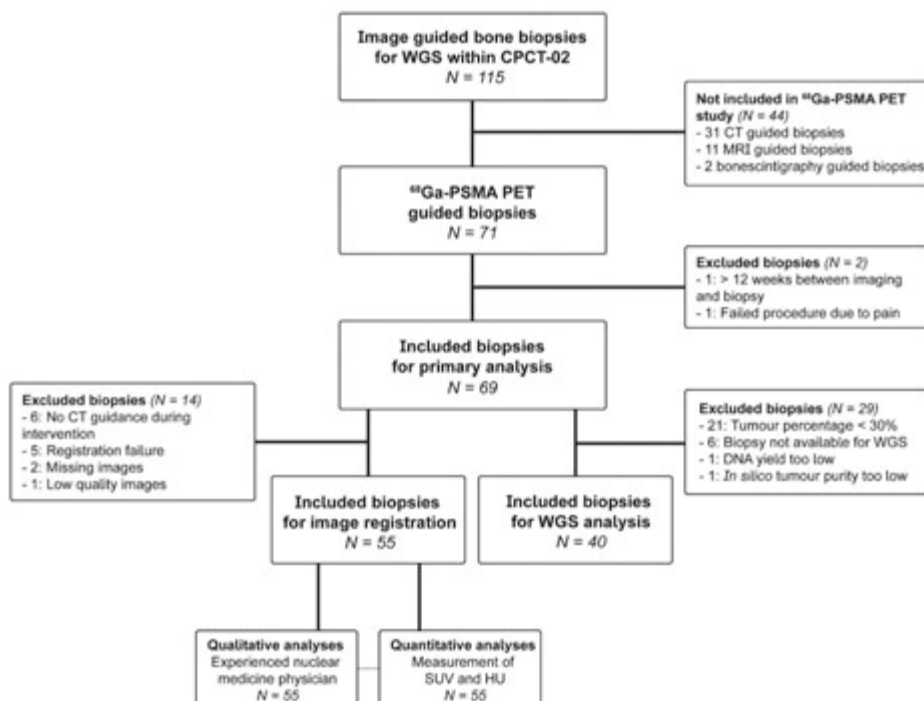 Image guided bone biopsies
for WGS within CPCT-02
N = 115
Not included in ⁶⁸Ga-PSMA PET
study (N = 44)
- 31 CT guided biopsies
- 11 MRI guided biopsies
- 2 bonescintigraphy guided biopsies
⁶⁸Ga-PSMA PET
guided biopsies
N = 71
Excluded biopsies (N = 2)
- 1: > 12 weeks between imaging
and biopsy
- 1: Failed procedure due to pain
Included biopsies
for primary analysis
N = 69
Excluded biopsies (N = 14)
- 6: No CT guidance during
intervention
- 5: Registration failure
- 2: Missing images
- 1: Low quality images
Excluded biopsies (N = 29)
- 21: Tumour percentage < 30%
- 6: Biopsy not available for WGS
- 1: DNA yield too low
- 1: In silico tumour purity too low
Included biopsies
for image registration
N = 55
Included biopsies
for WGS analysis
N = 40
Qualitative analyses
Experienced nuclear
medicine physician
N = 55
Quantitative analyses
Measurement of
SUV and HU
N = 55